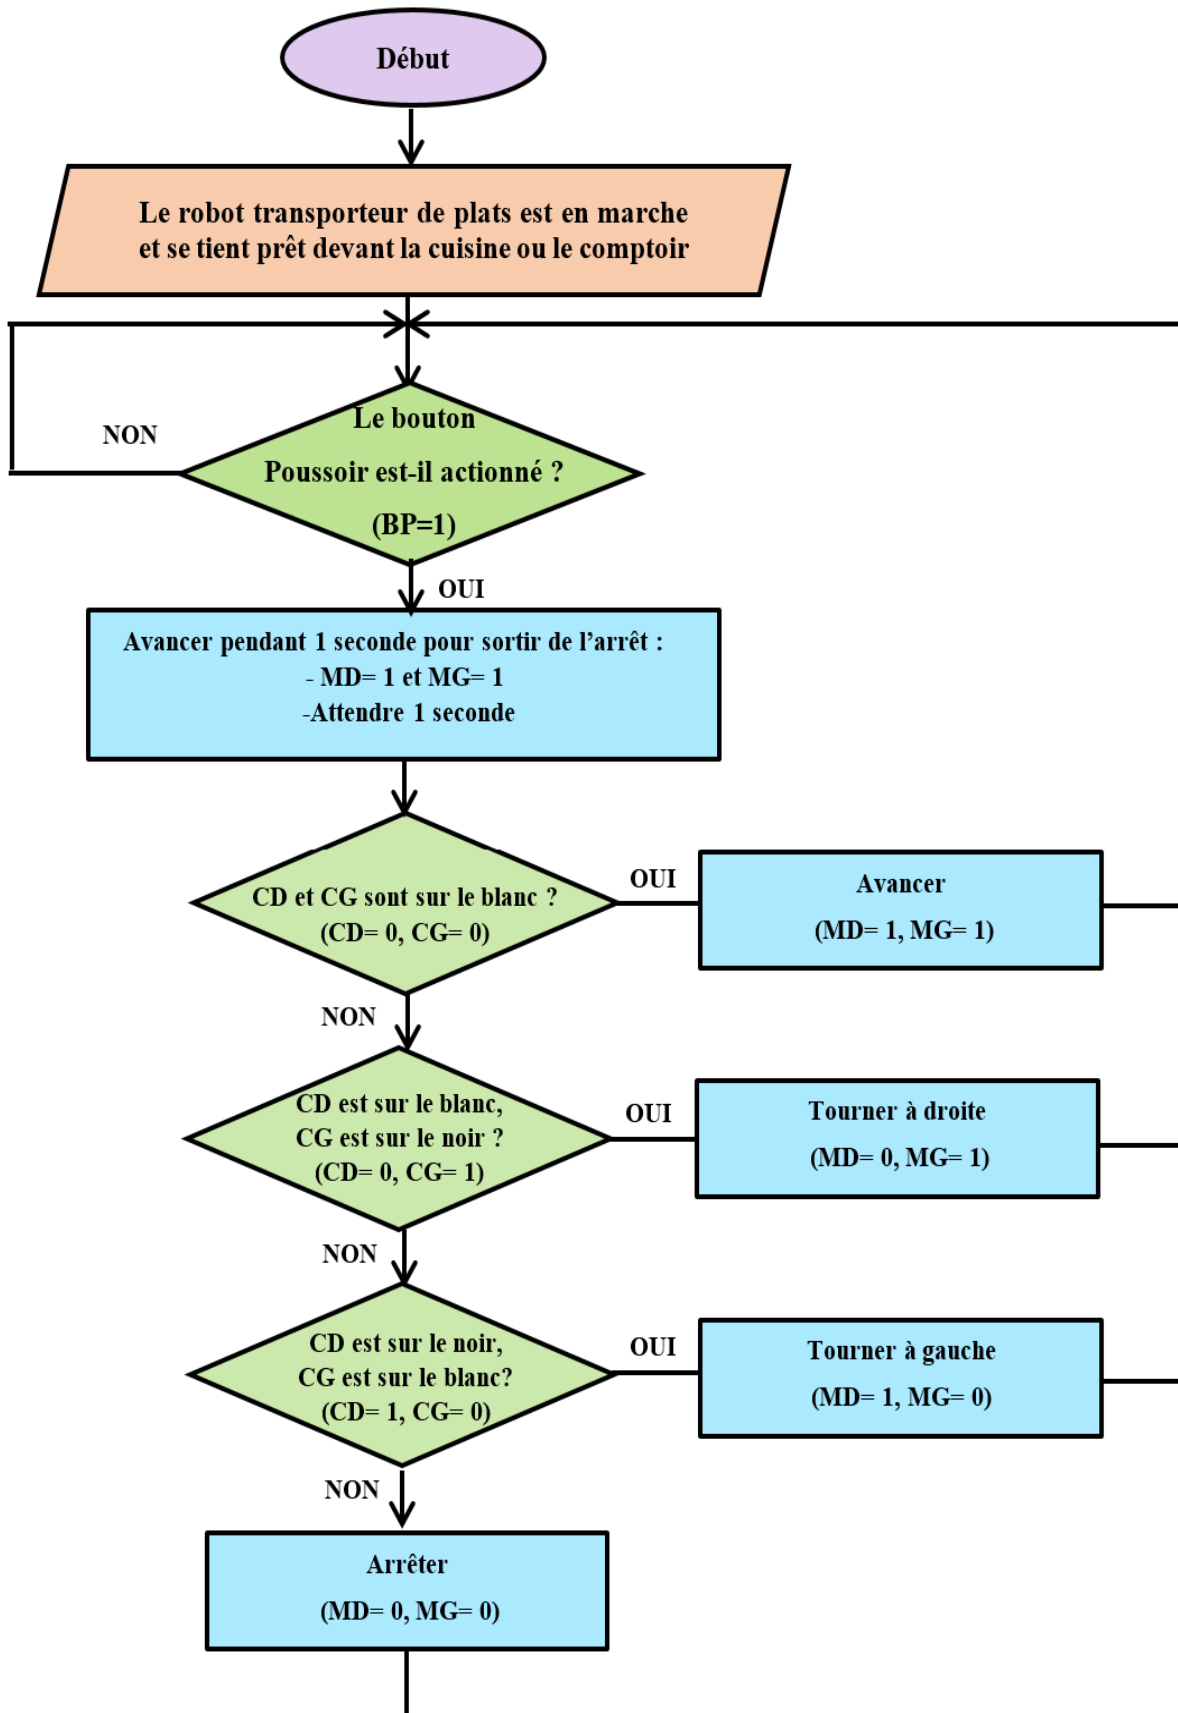 Début
Le robot transporteur de plats est en marche
et se tient prêt devant la cuisine ou le comptoir
NON
Le bouton
Poussoir est-il actionné ?
(BP=1)
OUI
Avancer pendant 1 seconde pour sortir de l’arrêt :
- MD= 1 et MG= 1
-Attendre 1 seconde
CD et CG sont sur le blanc ?
(CD= 0, CG= 0)
OUI
Avancer
(MD= 1, MG= 1)
NON
CD est sur le blanc,
CG est sur le noir ?
(CD= 0, CG= 1)
OUI
Tourner à droite
(MD= 0, MG= 1)
NON
CD est sur le noir,
CG est sur le blanc?
(CD= 1, CG= 0)
OUI
Tourner à gauche
(MD= 1, MG= 0)
NON
Arrêter
(MD= 0, MG= 0)